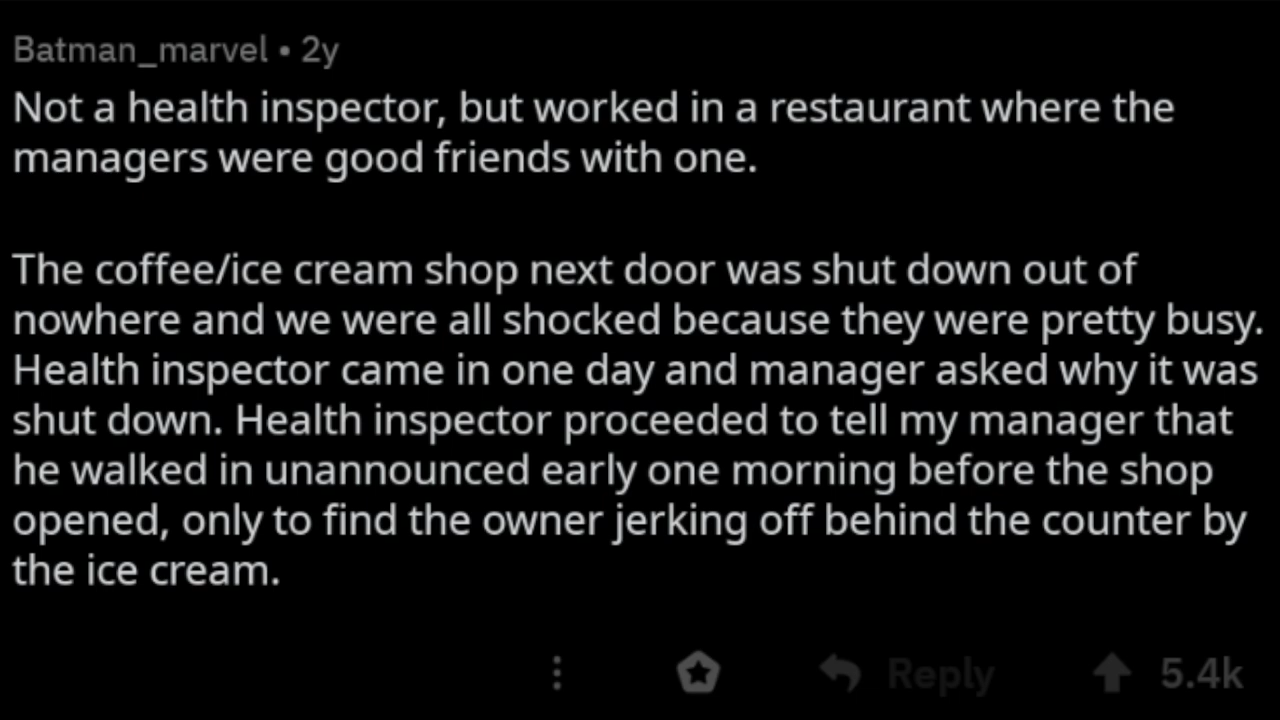 Batman_marvel • 2y
Not a health inspector, but worked in a restaurant where the
managers were good friends with one.
The coffee/ice cream shop next door was shut down out of
nowhere and we were all shocked because they were pretty busy.
Health inspector came in one day and manager asked why it was
shut down. Health inspector proceeded to tell my manager that
he walked in unannounced early one morning before the shop
opened, only to find the owner jerking off behind the counter by
the ice cream.
Reply 5.4k